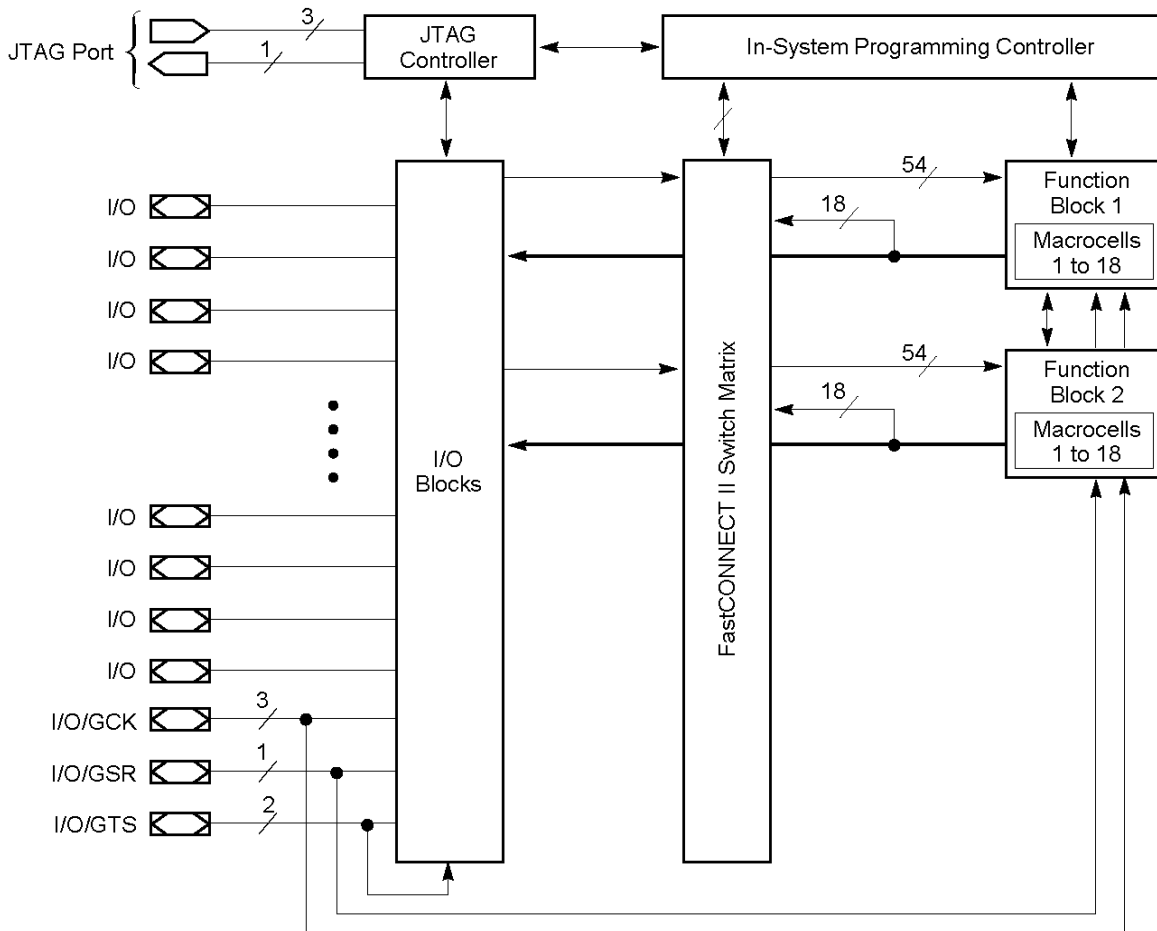 JTAG Port
3
1
JTAG
Controller
In-System Programming Controller
I/O
I/O
I/O
I/O
I/O
I/O
I/O
I/O
I/O/GCK
3
I/O/GSR
1
I/O/GTS
2
I/O
Blocks
FastCONNECT II Switch Matrix
54
18
Function
Block 1
Macrocells
1 to 18
54
18
Function
Block 2
Macrocells
1 to 18